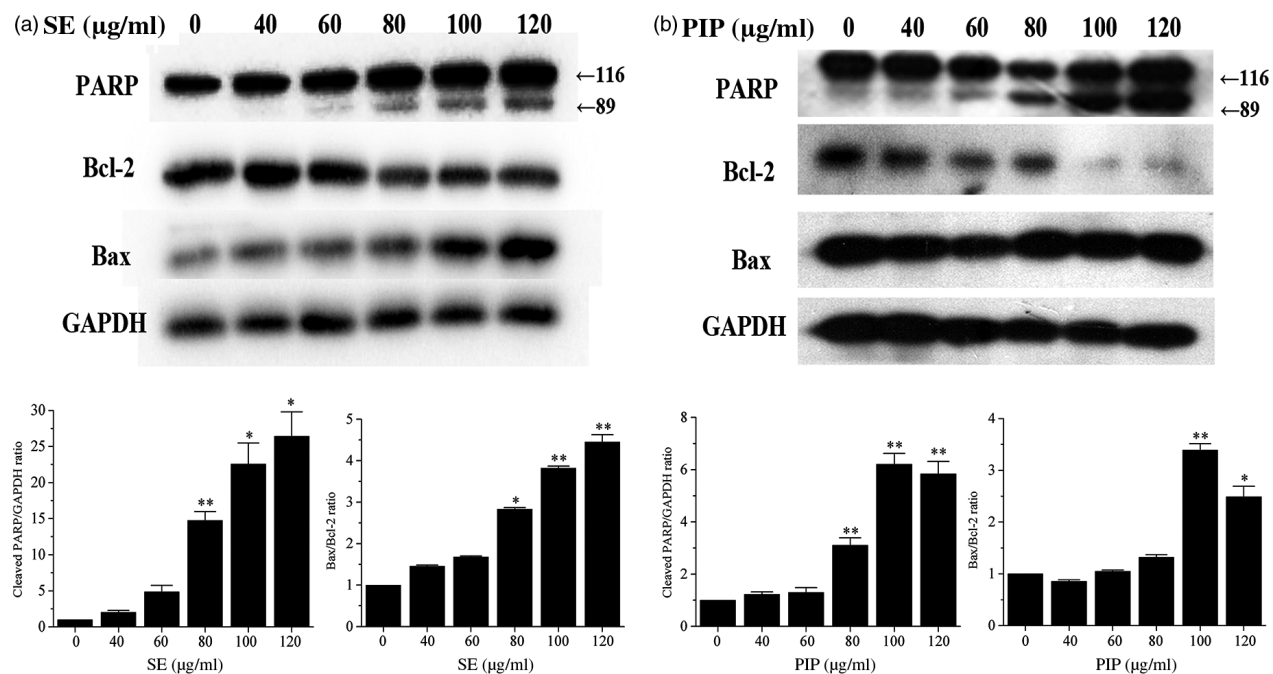 (a) SE (μg/ml) 0 40 60 80 100 120
PARP
←116
←89
Bcl-2
Bax
GAPDH
(b) PIP (μg/ml) 0 40 60 80 100 120
PARP
←116
←89
Bcl-2
Bax
GAPDH
Cleaved PARP/GAPDH ratio
30
25
20
15
10
5
0
** * *
0 40 60 80 100 120
SE (μg/ml)
Bax/Bcl-2 ratio
5
4
3
2
1
0
* ** **
0 40 60 80 100 120
SE (μg/ml)
Cleaved PARP/GAPDH ratio
8
6
4
2
0
** ** **
0 40 60 80 100 120
PIP (μg/ml)
Bax/Bcl-2 ratio
4
3
2
1
0
** *
0 40 60 80 100 120
PIP (μg/ml)